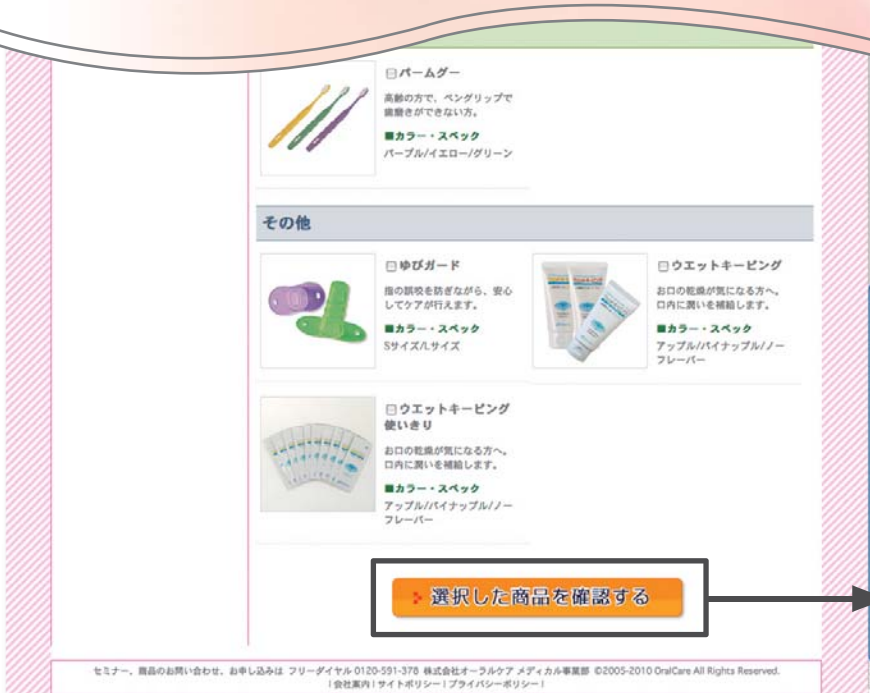 パームグー
高齢の方で、ペングリップで
歯磨きができない方。
■カラー・スペック
パープル/イエロー/グリーン
その他
ゆびガード
指の誤咬を防ぎながら、安心
してケアが行えます。
■カラー・スペック
Sサイズ/Lサイズ
ウエットキーピング
お口の乾燥が気になる方へ。
口内に潤いを補給します。
■カラー・スペック
アップル/パイナップル/ノー
フレーバー
ウエットキーピング
使いきり
お口の乾燥が気になる方へ。
口内に潤いを補給します。
■カラー・スペック
アップル/パイナップル/ノー
フレーバー
選択した商品を確認する
セミナー、商品のお問い合わせ、お申し込みは フリーダイヤル 0120-591-378 株式会社オーラルケア メディカル事業部 ©2005-2010 OralCare All Rights Reserved.
| 会社案内 | サイトポリシー | プライバシーポリシー |